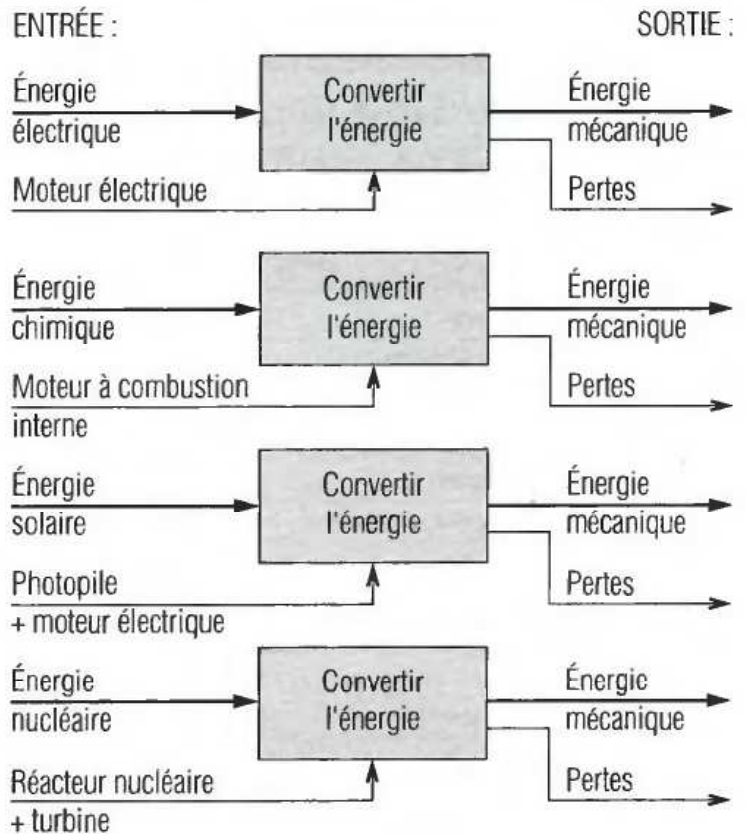 ENTRÉE :
SORTIE :
Énergie
électrique
Convertir
l'énergie
Énergie
mécanique
Moteur électrique
Pertes
Énergie
chimique
Convertir
l'énergie
Énergie
mécanique
Moteur à combustion
interne
Pertes
Énergie
solaire
Convertir
l'énergie
Énergie
mécanique
Photopile
+ moteur électrique
Pertes
Énergie
nucléaire
Convertir
l'énergie
Énergie
mécanique
Réacteur nucléaire
+ turbine
Pertes